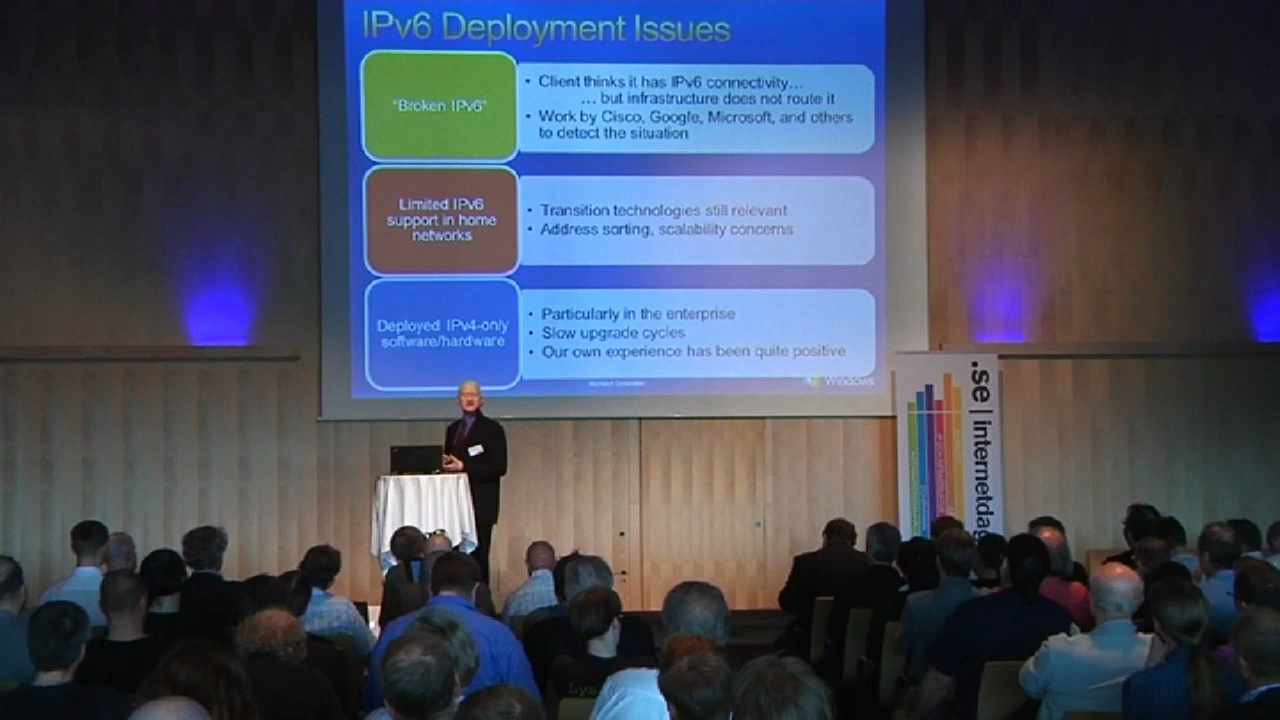 IPv6 Deployment Issues
"Broken IPv6"
• Client thinks it has IPv6 connectivity…
… but infrastructure does not route it
• Work by Cisco, Google, Microsoft, and others
to detect the situation
Limited IPv6
support in home
networks
• Transition technologies still relevant
• Address sorting, scalability concerns
Deployed IPv4-only
software/hardware
• Particularly in the enterprise
• Slow upgrade cycles
• Our own experience has been quite positive
Windows
.se | internetdag